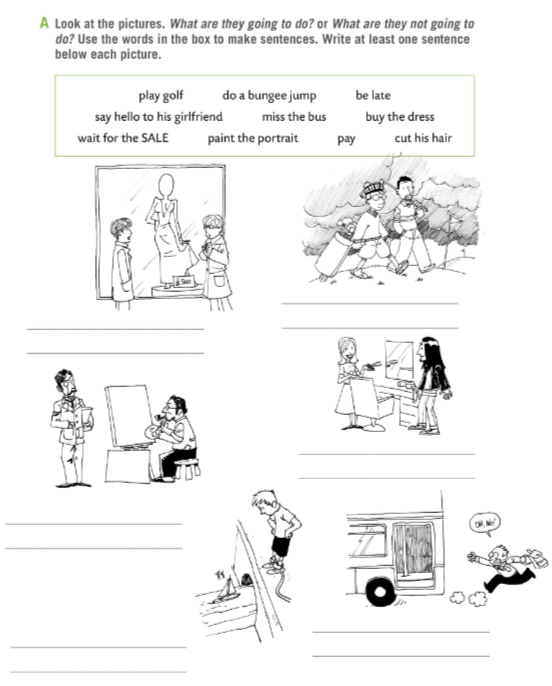 A Look at the pictures. What are they going to do? or What are they not going to
do? Use the words in the box to make sentences. Write at least one sentence
below each picture.
play golf do a bungee jump be late
say hello to his girlfriend miss the bus buy the dress
wait for the SALE paint the portrait pay cut his hair
OH, NO!